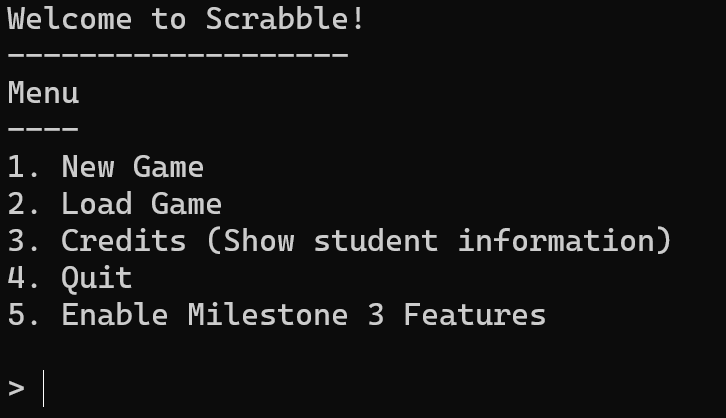 Welcome to Scrabble!
-------------------
Menu
----
1. New Game
2. Load Game
3. Credits (Show student information)
4. Quit
5. Enable Milestone 3 Features
>